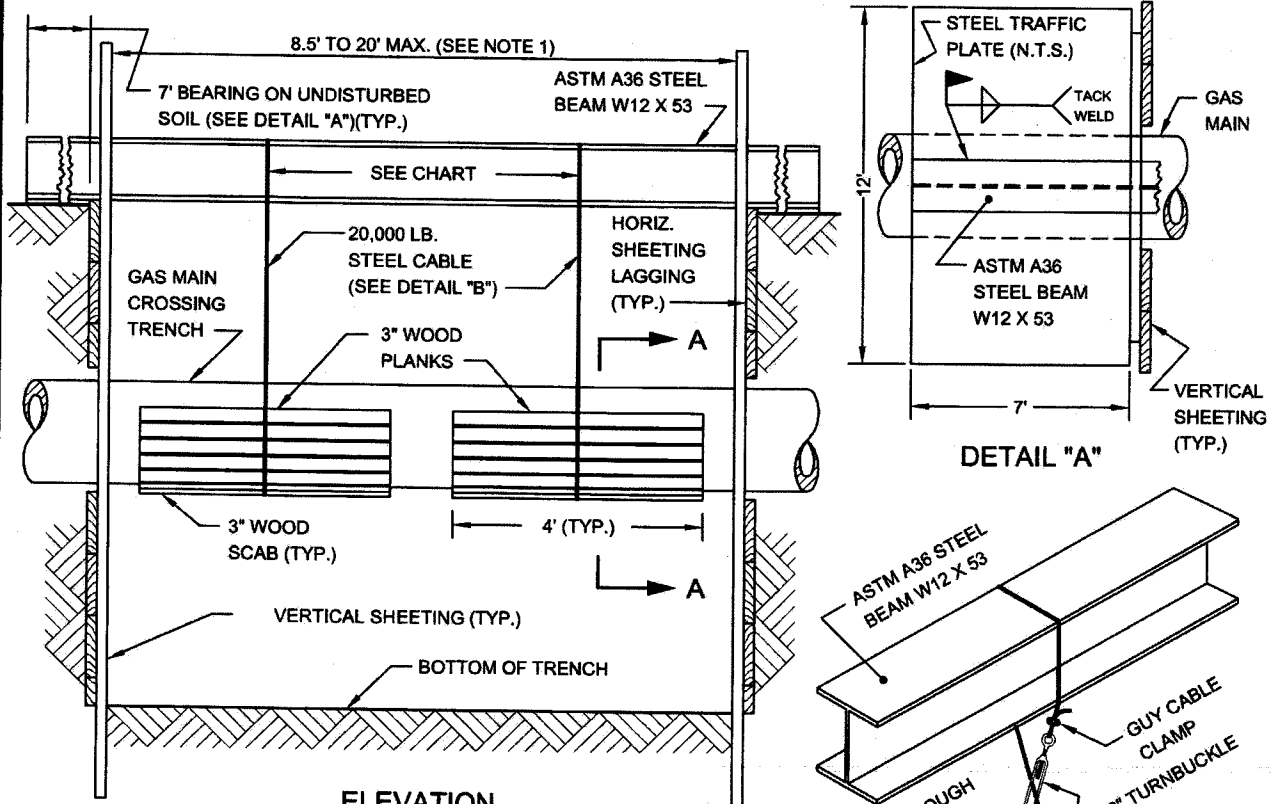 8.5' TO 20' MAX. (SEE NOTE 1)
7' BEARING ON UNDISTURBED
SOIL (SEE DETAIL "A")(TYP.)
ASTM A36 STEEL
BEAM W12 X 53
SEE CHART
20,000 LB.
STEEL CABLE
(SEE DETAIL "B")
HORIZ.
SHEETING
LAGGING
(TYP.)
GAS MAIN
CROSSING
TRENCH
3" WOOD
PLANKS
A
3" WOOD
SCAB (TYP.)
4' (TYP.)
A
VERTICAL SHEETING (TYP.)
BOTTOM OF TRENCH
ELEVATION
STEEL TRAFFIC
PLATE (N.T.S.)
TACK
WELD
GAS
MAIN
12'
ASTM A36
STEEL BEAM
W12 X 53
7'
VERTICAL
SHEETING
(TYP.)
DETAIL "A"
ASTM A36 STEEL
BEAM W12 X 53
GUY CABLE
CLAMP
TURNBUCKLE